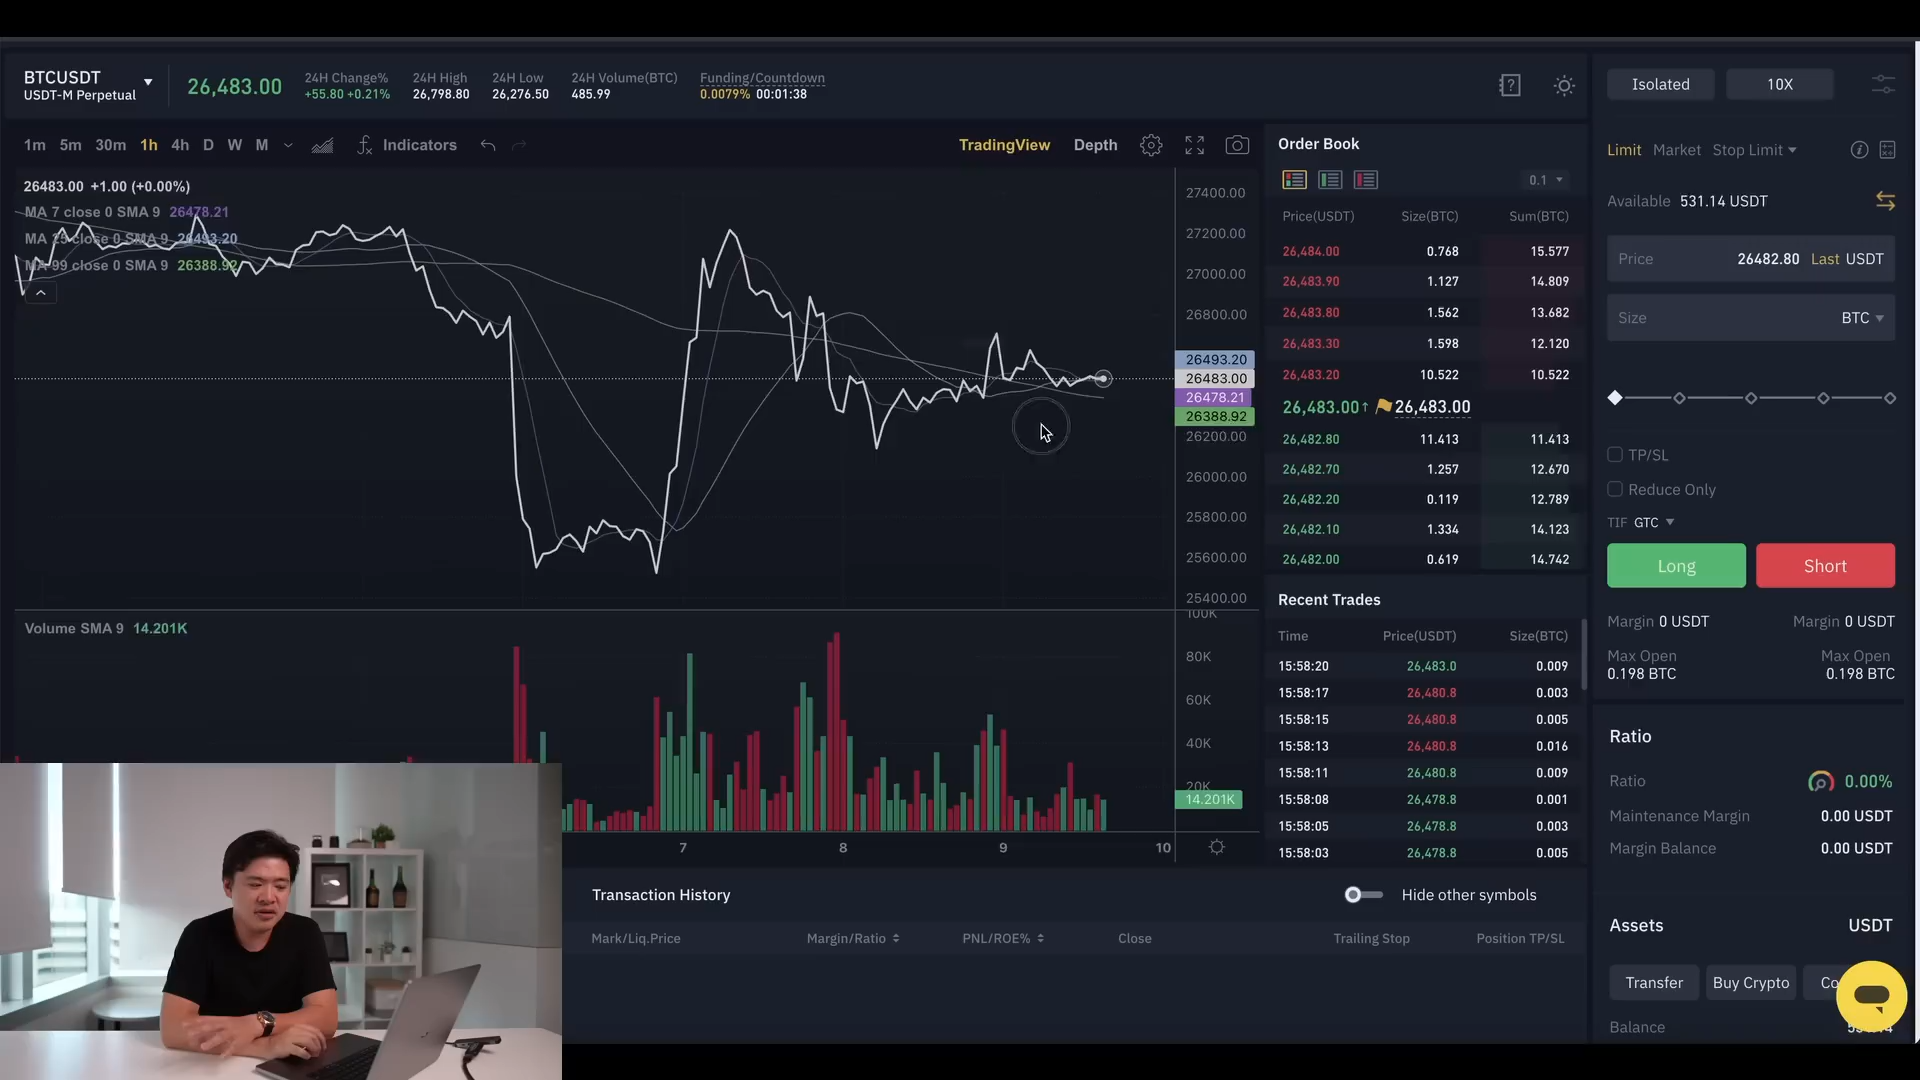 BTCUSDT
USDT-M Perpetual
26,483.00
24H Change%
+55.80 +0.21%
24H High
26,798.80
24H Low
26,276.50
24H Volume(BTC)
485.99
Funding/Countdown
0.0079% 00:01:38
Isolated
10X
1m 5m 30m 1h 4h D W M
Indicators
TradingView
Depth
26483.00 +1.00 (+0.00%)
MA 7 close 0 SMA 9 26478.21
MA 25 close 0 SMA 9 26493.20
MA 99 close 0 SMA 9 26388.92
27400.00
27200.00
27000.00
26800.00
26493.20
26483.00
26478.21
26388.92
26200.00
26000.00
25800.00
25600.00
25400.00
Volume SMA 9 14.201K
100K
80K
60K
40K
20K
14.201K
7 8 9 10
Order Book
0.1
Price(USDT) Size(BTC) Sum(BTC)
26,484.00 0.768 15.577
26,483.90 1.127 14.809
26,483.80 1.562 13.682
26,483.30 1.598 12.120
26,483.20 10.522 10.522
26,483.00↑ 26,483.00
26,482.80 11.413 11.413
26,482.70 1.257 12.670
26,482.20 0.119 12.789
26,482.10 1.334 14.123
26,482.00 0.619 14.742
Recent Trades
Time Price(USDT) Size(BTC)
15:58:20 26,483.0 0.009
15:58:17 26,480.8 0.003
15:58:15 26,480.8 0.005
15:58:13 26,480.8 0.016
15:58:11 26,480.8 0.009
15:58:08 26,478.8 0.001
15:58:05 26,478.8 0.003
15:58:03 26,478.8 0.005
Limit Market Stop Limit
Available 531.14 USDT
Price 26482.80 Last USDT
Size BTC
TP/SL
Reduce Only
TIF GTC
Long
Short
Margin 0 USDT Margin 0 USDT
Max Open Max Open
0.198 BTC 0.198 BTC
Ratio
Ratio 0.00%
Maintenance Margin 0.00 USDT
Margin Balance 0.00 USDT
Assets USDT
Transfer
Buy Crypto
Co
Balance
Transaction History
Hide other symbols
Mark/Liq.Price Margin/Ratio PNL/ROE% Close Trailing Stop Position TP/SL